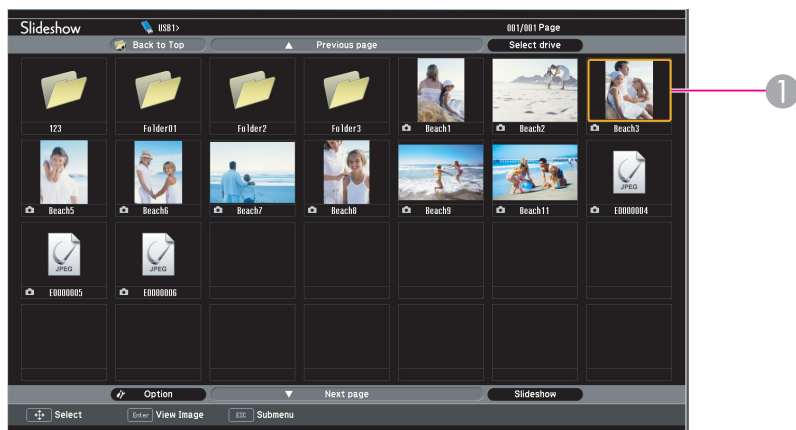 Slideshow USB1> 001/001 Page
Back to Top Previous page Select drive
123 Folder01 Folder2 Folder3 Beach1 Beach2 Beach3
1
Beach5 Beach6 Beach7 Beach8 Beach9 Beach11 JPEG E0000004
JPEG JPEG
E0000005 E0000006
Option Next page Slideshow
Select Enter View Image ESC Submenu